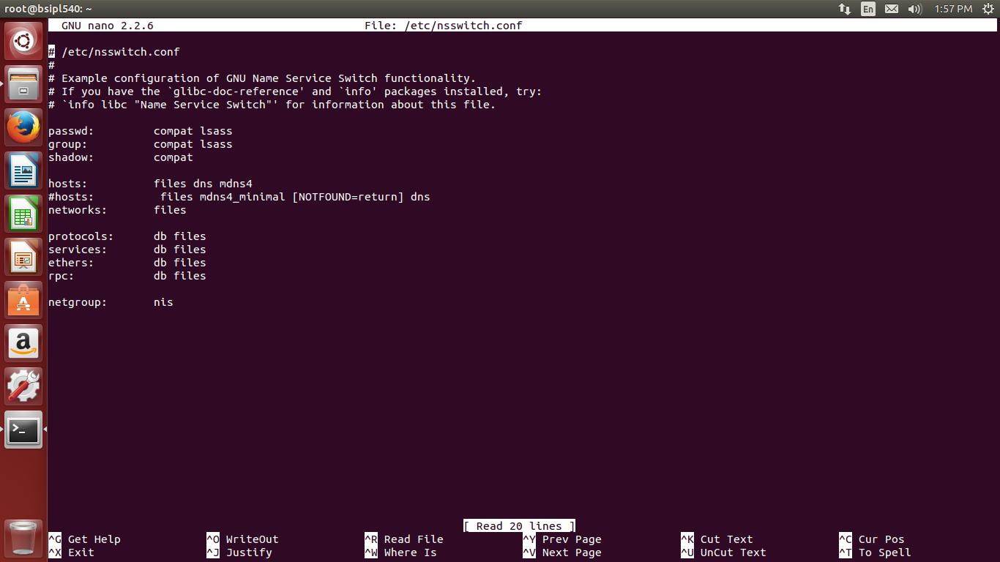 root@bsipl540: ~
En
1:57 PM
GNU nano 2.2.6 File: /etc/nsswitch.conf
# /etc/nsswitch.conf
#
# Example configuration of GNU Name Service Switch functionality.
# If you have the `glibc-doc-reference' and `info' packages installed, try:
# `info libc "Name Service Switch"' for information about this file.
passwd: compat lsass
group: compat lsass
shadow: compat
hosts: files dns mdns4
#hosts: files mdns4_minimal [NOTFOUND=return] dns
networks: files
protocols: db files
services: db files
ethers: db files
rpc: db files
netgroup: nis
[ Read 20 lines ]
^G Get Help ^O WriteOut ^R Read File ^Y Prev Page ^K Cut Text ^C Cur Pos
^X Exit ^J Justify ^W Where Is ^V Next Page ^U UnCut Text ^T To Spell